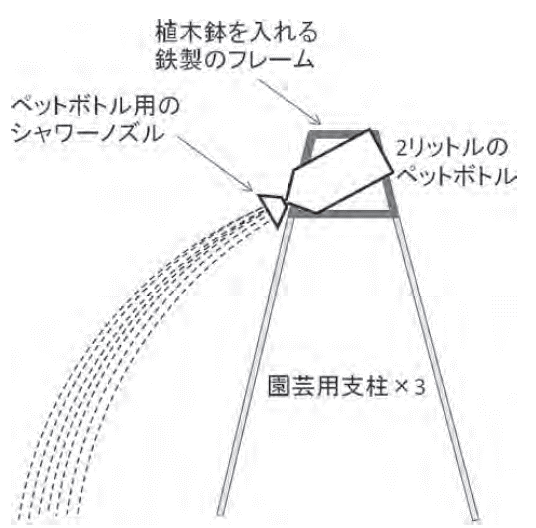 植木鉢を入れる
鉄製のフレーム
ペットボトル用の
シャワーノズル
2リットルの
ペットボトル
園芸用支柱×3